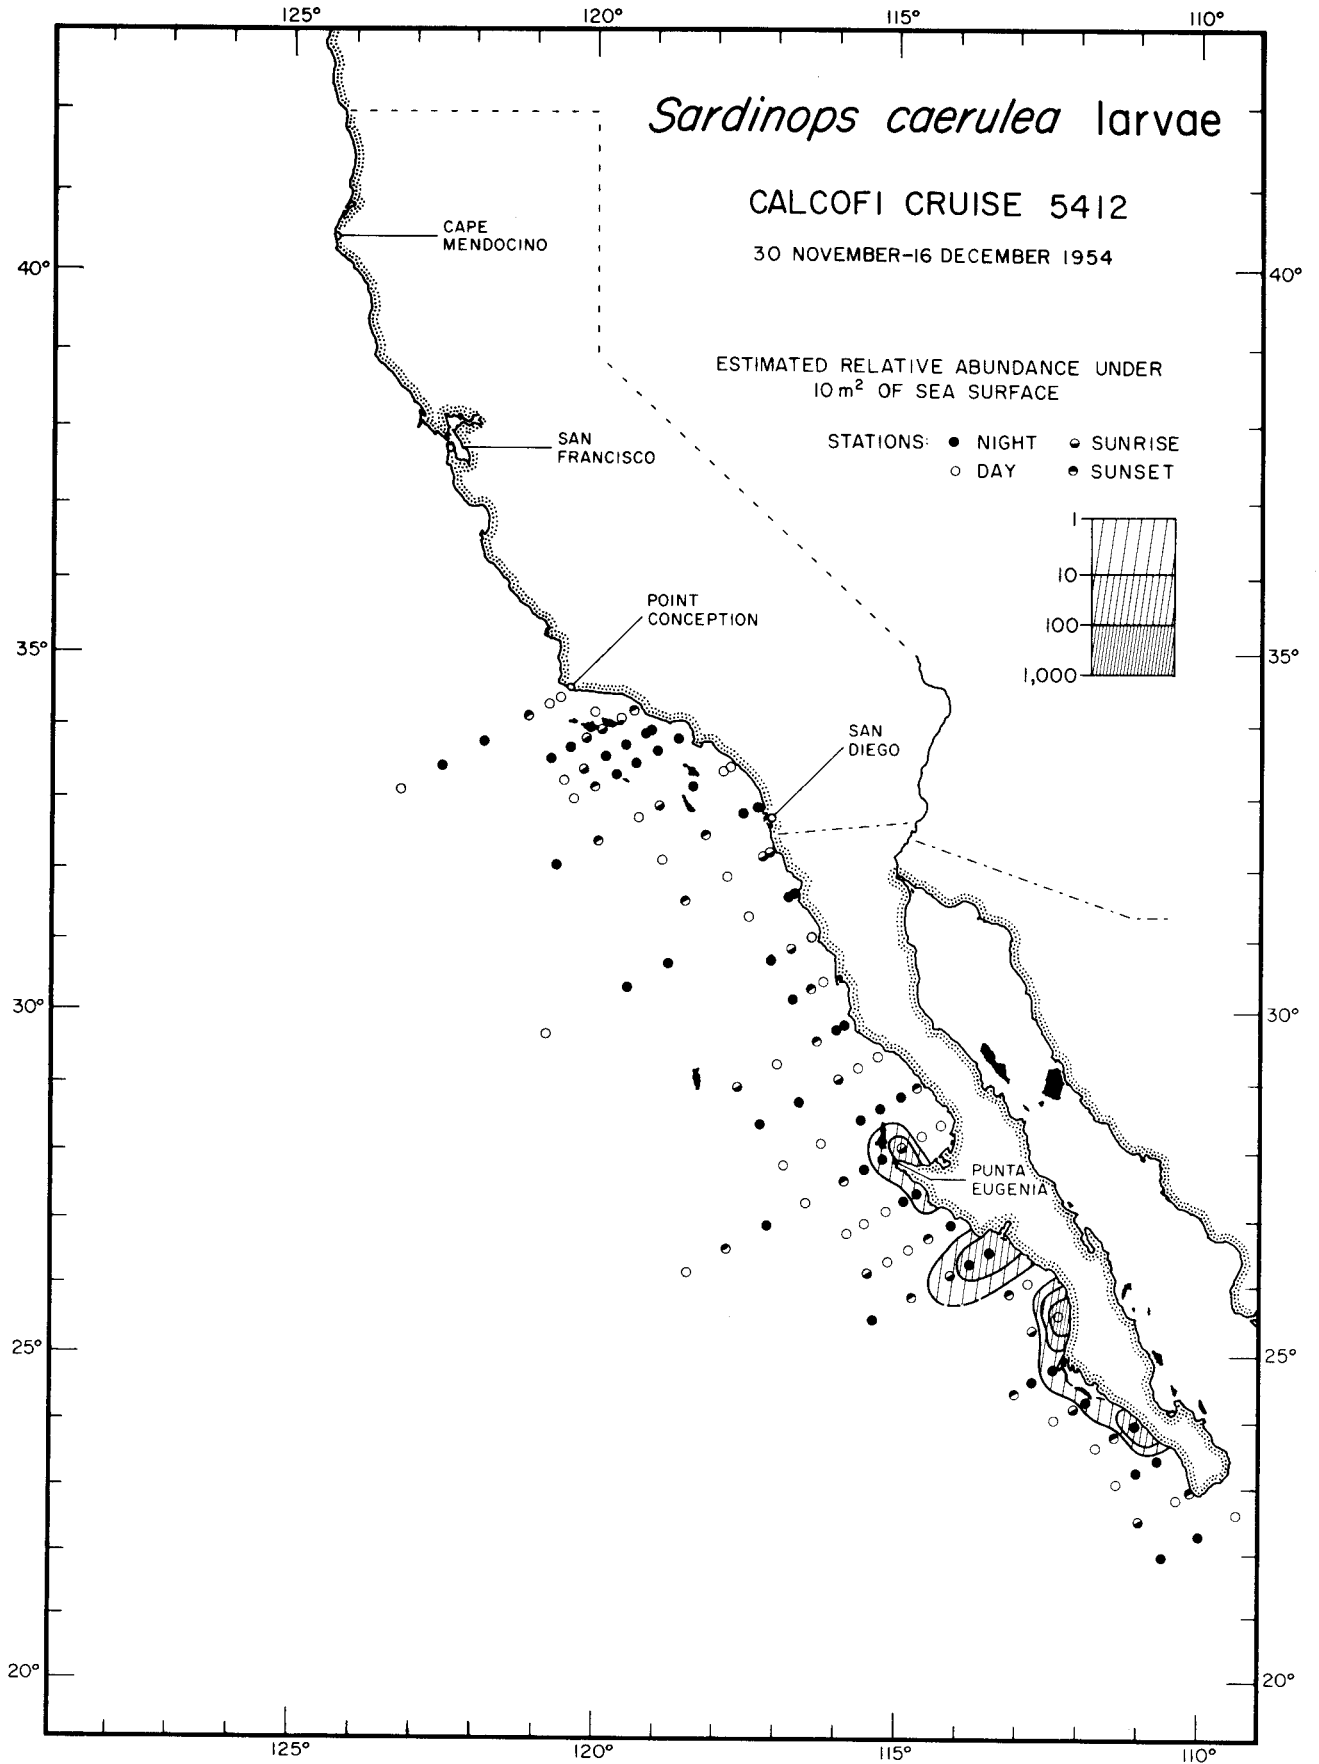 125° 120° 115° 110°
Sardinops caerulea larvae
CALCOFI CRUISE 5412
30 NOVEMBER-16 DECEMBER 1954
CAPE
MENDOCINO
40° 40°
ESTIMATED RELATIVE ABUNDANCE UNDER
10 m² OF SEA SURFACE
STATIONS: ● NIGHT ◒ SUNRISE
○ DAY ◓ SUNSET
SAN
FRANCISCO
1
10
100
1,000
POINT
CONCEPTION
35° 35°
SAN
DIEGO
30° 30°
PUNTA
EUGENIA
25° 25°
20° 20°
125° 120° 115° 110°